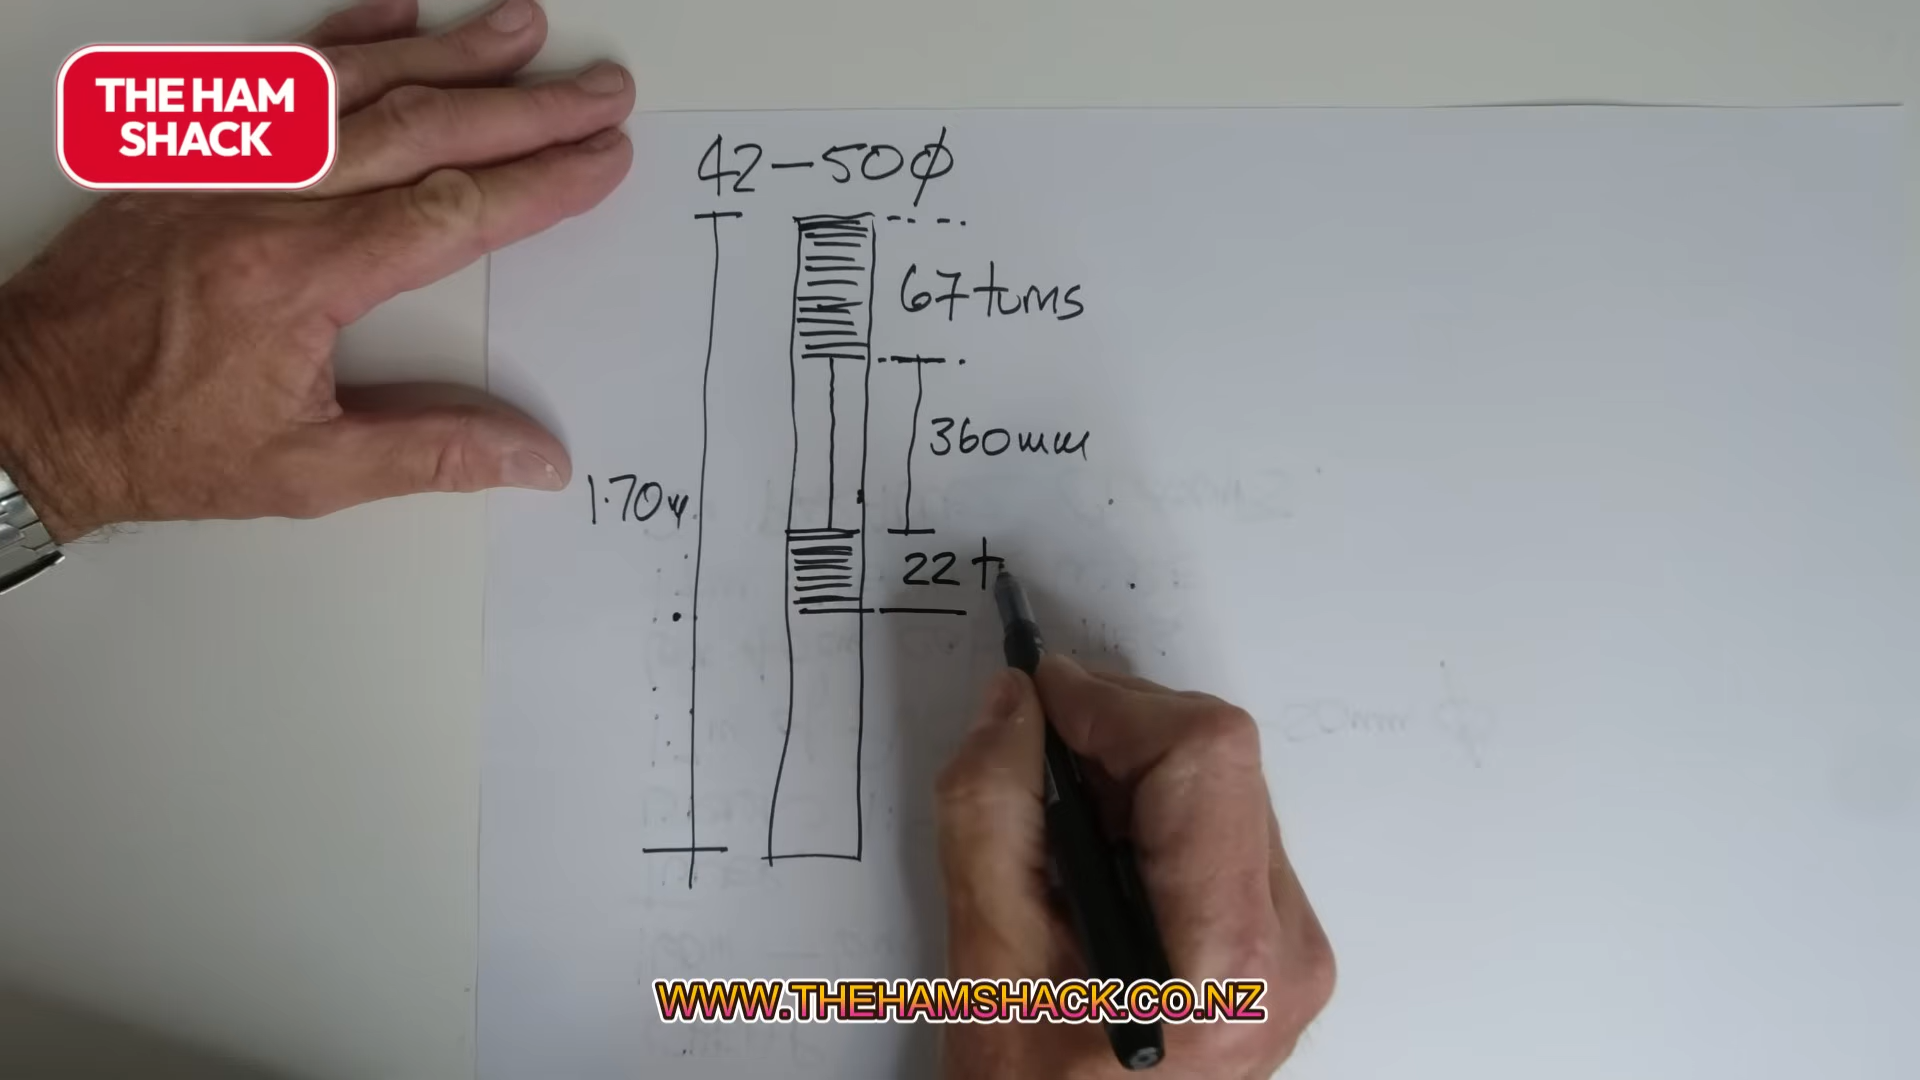 THE HAM
SHACK
42-50φ
67 turns
360mm
1.70m
22 t
WWW.THEHAMSHACK.CO.NZ